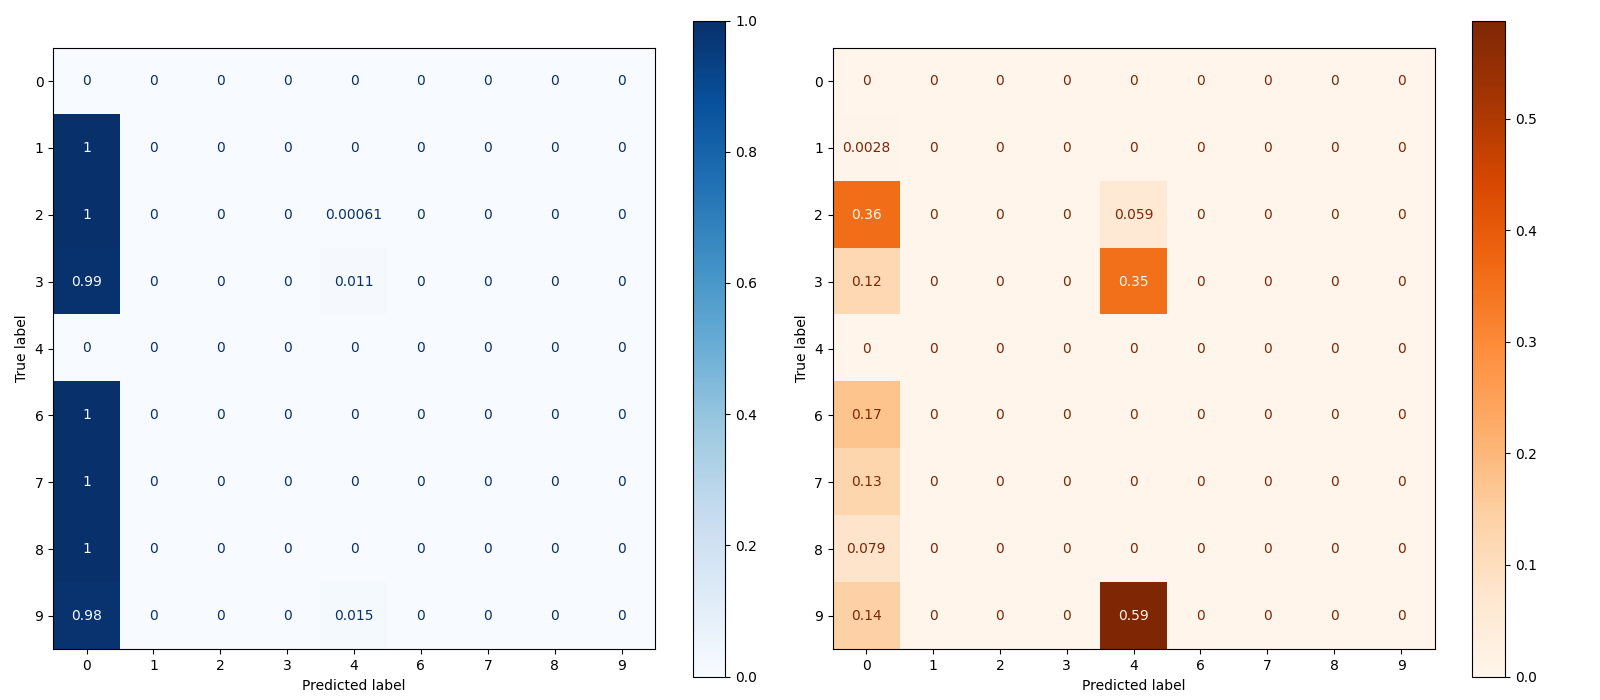 1.0
0 0 0 0 0 0 0 0 0 0
1 1 0 0 0 0 0 0 0 0
0.8
2 1 0 0 0 0.00061 0 0 0 0
3 0.99 0 0 0 0.011 0 0 0 0
0.6
True label
4 0 0 0 0 0 0 0 0 0
6 1 0 0 0 0 0 0 0 0
0.4
7 1 0 0 0 0 0 0 0 0
8 1 0 0 0 0 0 0 0 0
0.2
9 0.98 0 0 0 0.015 0 0 0 0
0.0
0 1 2 3 4 6 7 8 9
Predicted label
0 0 0 0 0 0 0 0 0 0
0.5
1 0.0028 0 0 0 0 0 0 0 0
2 0.36 0 0 0 0.059 0 0 0 0
0.4
3 0.12 0 0 0 0.35 0 0 0 0
0.3
True label
4 0 0 0 0 0 0 0 0 0
6 0.17 0 0 0 0 0 0 0 0
0.2
7 0.13 0 0 0 0 0 0 0 0
8 0.079 0 0 0 0 0 0 0 0
0.1
9 0.14 0 0 0 0.59 0 0 0 0
0.0
0 1 2 3 4 6 7 8 9
Predicted label